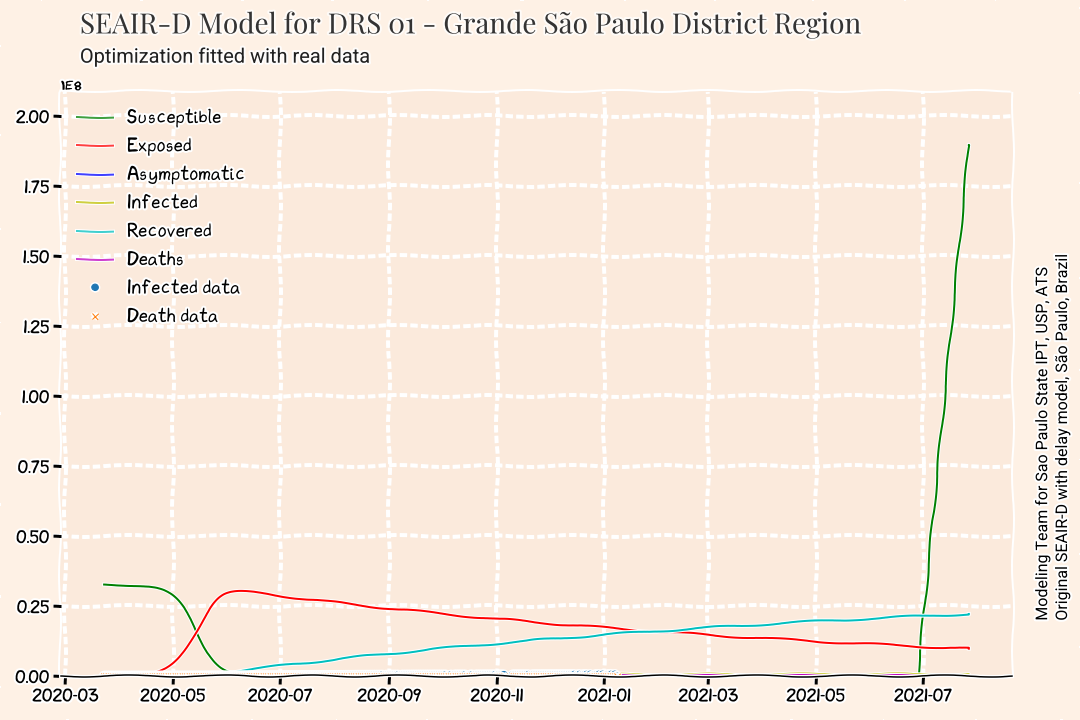 SEAIR-D Model for DRS 01 - Grande São Paulo District Region
Optimization fitted with real data
1E8
2.00
1.75
1.50
1.25
1.00
0.75
0.50
0.25
0.00
Susceptible
Exposed
Asymptomatic
Infected
Recovered
Deaths
Infected data
Death data
2020-03 2020-05 2020-07 2020-09 2020-11 2021-01 2021-03 2021-05 2021-07
Modeling Team for Sao Paulo State IPT, USP, ATS
Original SEAIR-D with delay model, São Paulo, Brazil